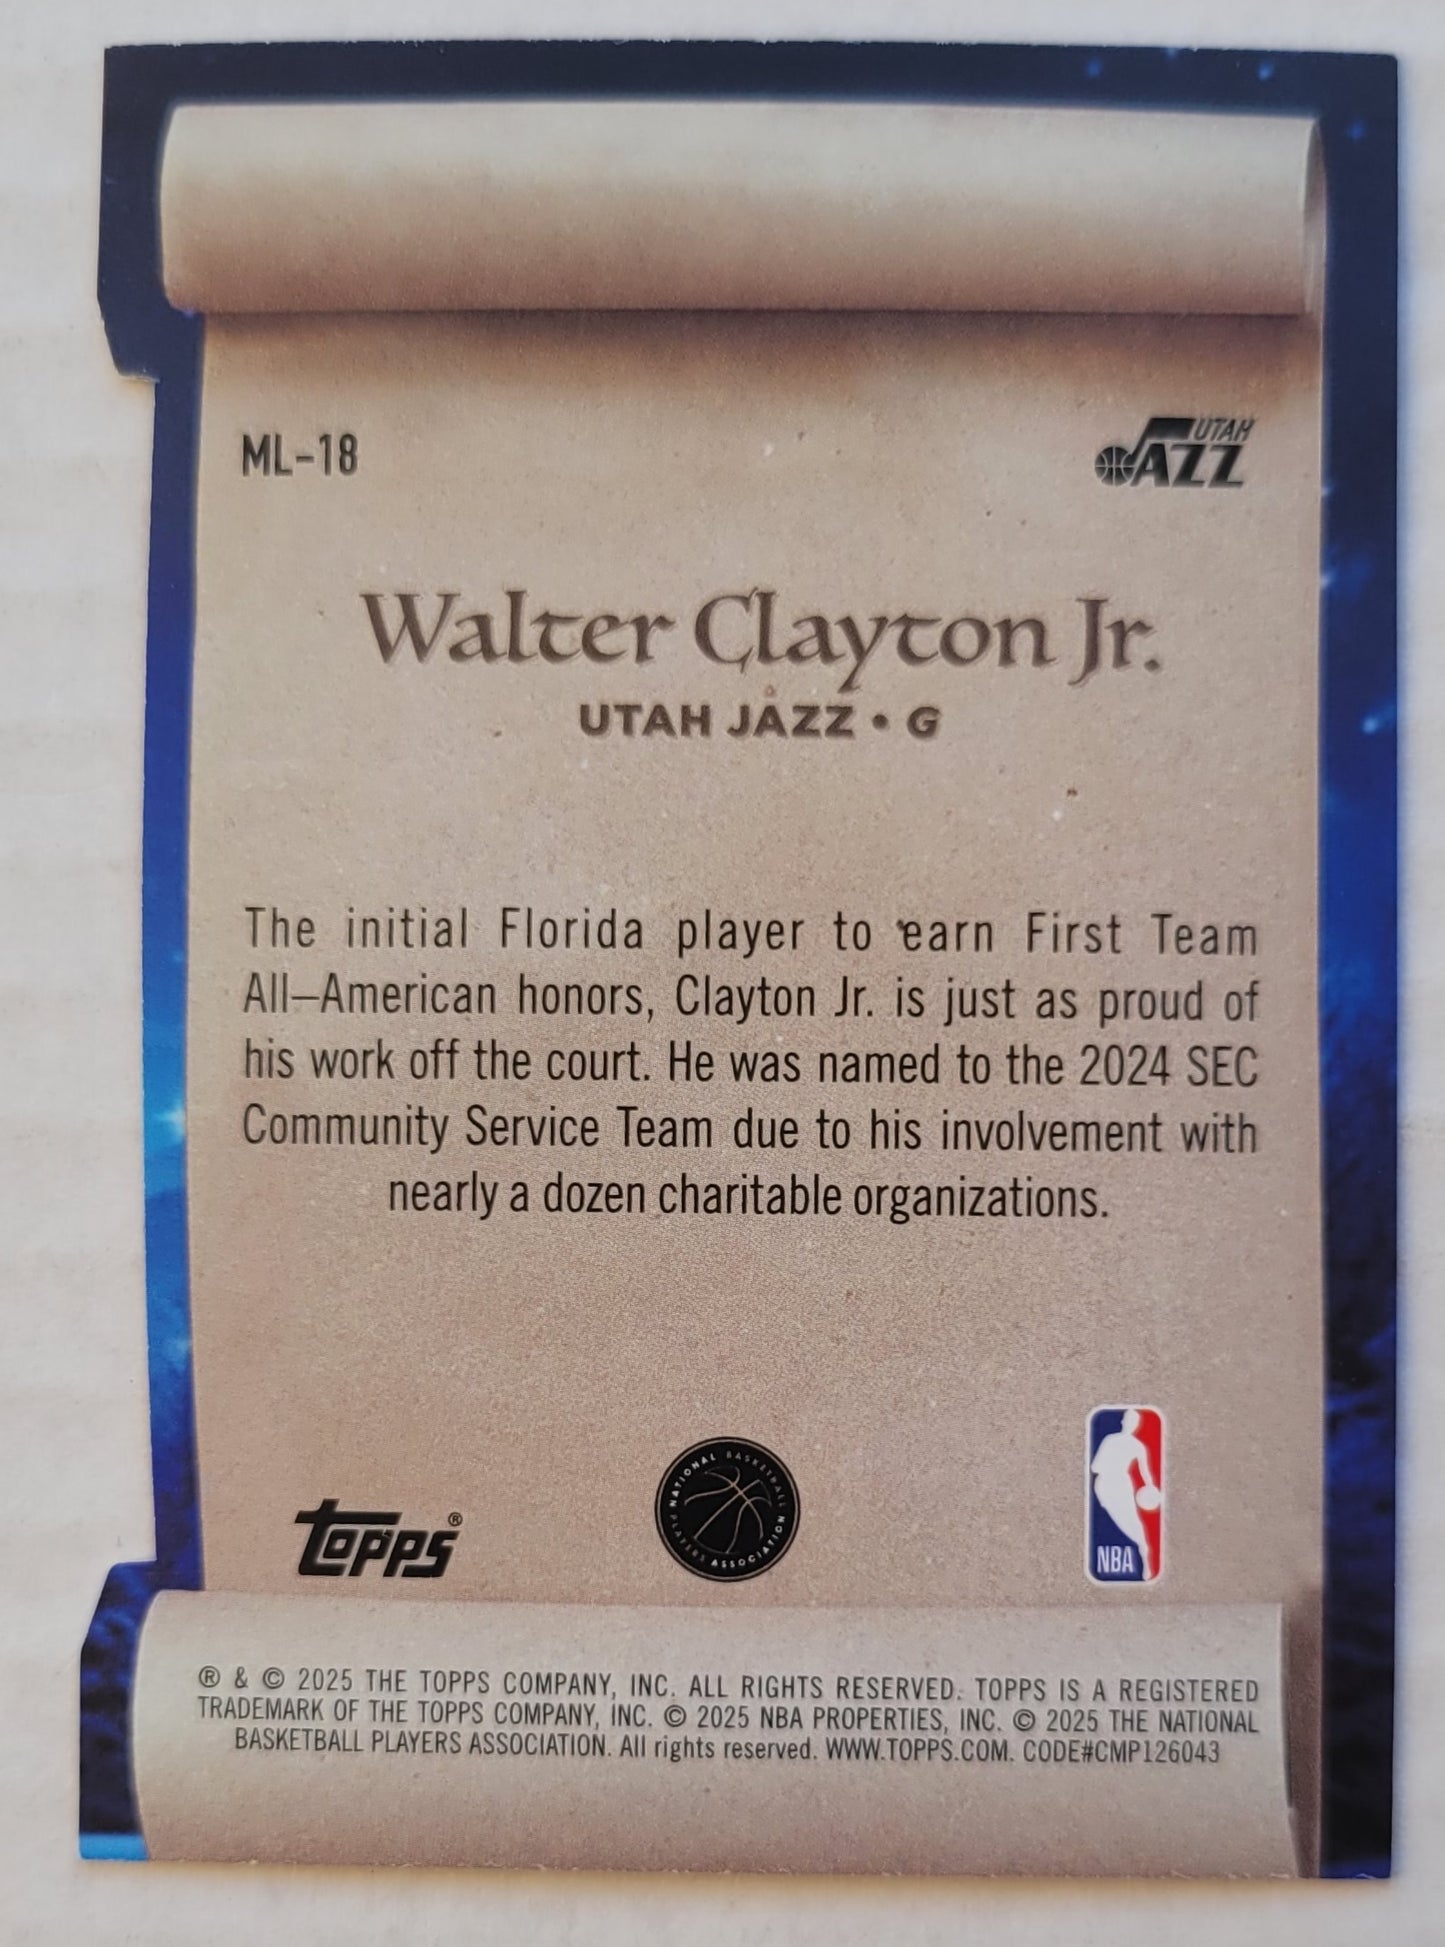 ML-18
UTAH
JAZZ
Walter Clayton Jr.
UTAH JAZZ • G
The initial Florida player to earn First Team
All–American honors, Clayton Jr. is just as proud of
his work off the court. He was named to the 2024 SEC
Community Service Team due to his involvement with
nearly a dozen charitable organizations.
topps®
NATIONAL BASKETBALL
PLAYERS ASSOCIATION
NBA
® & © 2025 THE TOPPS COMPANY, INC. ALL RIGHTS RESERVED. TOPPS IS A REGISTERED
TRADEMARK OF THE TOPPS COMPANY, INC. © 2025 NBA PROPERTIES, INC. © 2025 THE NATIONAL
BASKETBALL PLAYERS ASSOCIATION. All rights reserved. WWW.TOPPS.COM. CODE#CMP126043